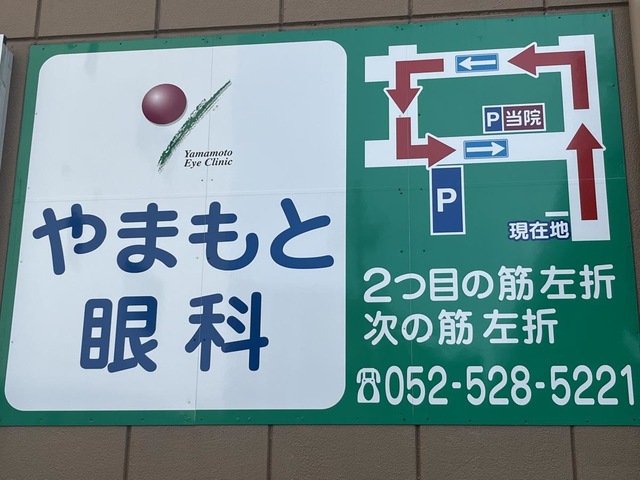 Yamamoto
Eye Clinic
やまもと
眼科
P 当院
P
現在地
2つ目の筋 左折
次の筋 左折
☎052-528-5221